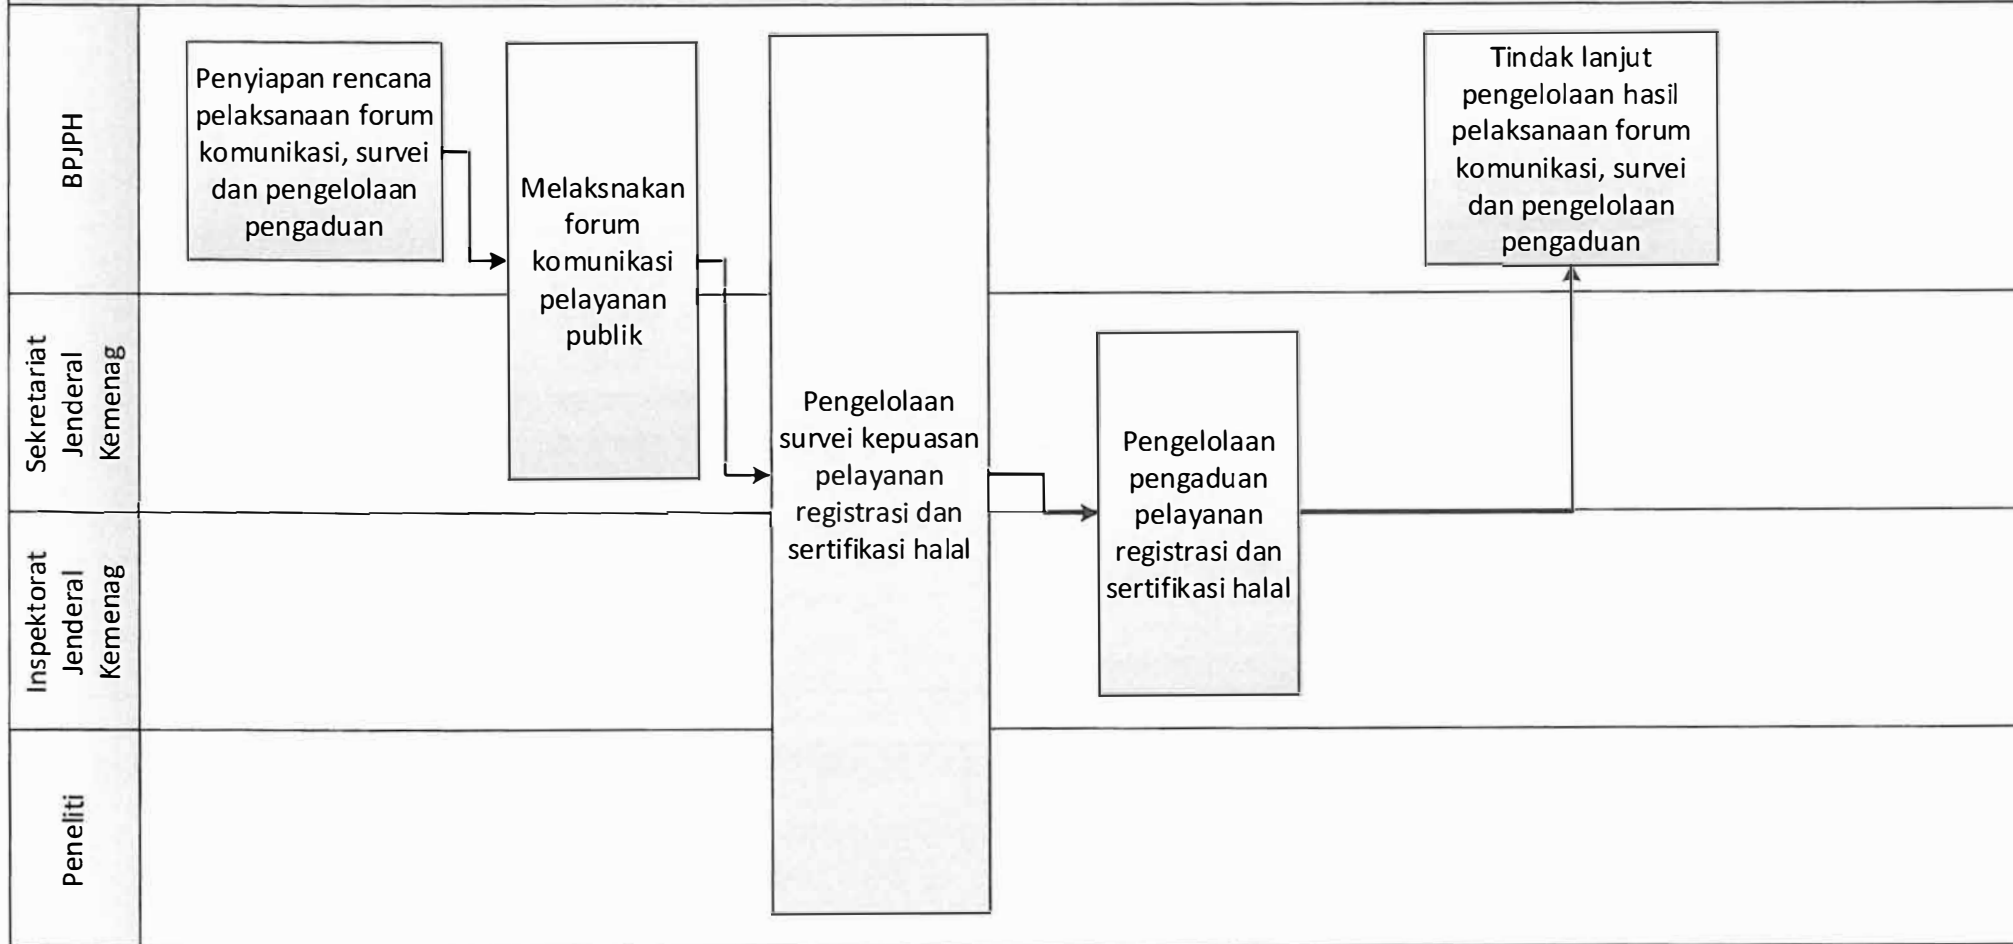 BPJPH
Penyiapan rencana
pelaksanaan forum
komunikasi, survei
dan pengelolaan
pengaduan
Melaksnakan
forum
komunikasi
pelayanan
publik
Tindak lanjut
pengelolaan hasil
pelaksanaan forum
komunikasi, survei
dan pengelolaan
pengaduan
Sekretariat
Jenderal
Kemenag
Pengelolaan
survei kepuasan
pelayanan
registrasi dan
sertifikasi halal
Pengelolaan
pengaduan
pelayanan
registrasi dan
sertifikasi halal
Inspektorat
Jenderal
Kemenag
Peneliti